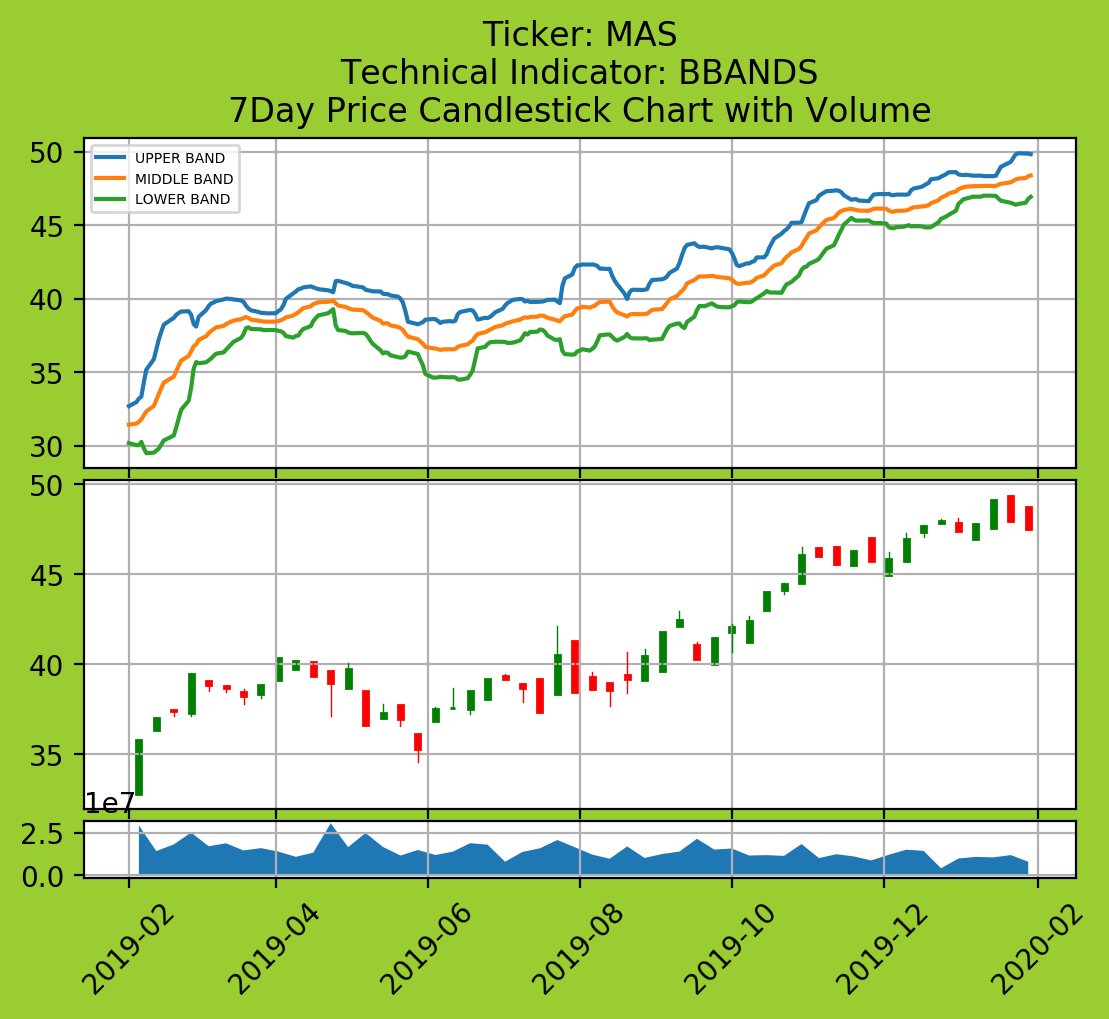 Ticker: MAS
Technical Indicator: BBANDS
7Day Price Candlestick Chart with Volume
50
45
40
35
30
UPPER BAND
MIDDLE BAND
LOWER BAND
50
45
40
35
1e7
2.5
0.0
2019-02
2019-04
2019-06
2019-08
2019-10
2019-12
2020-02